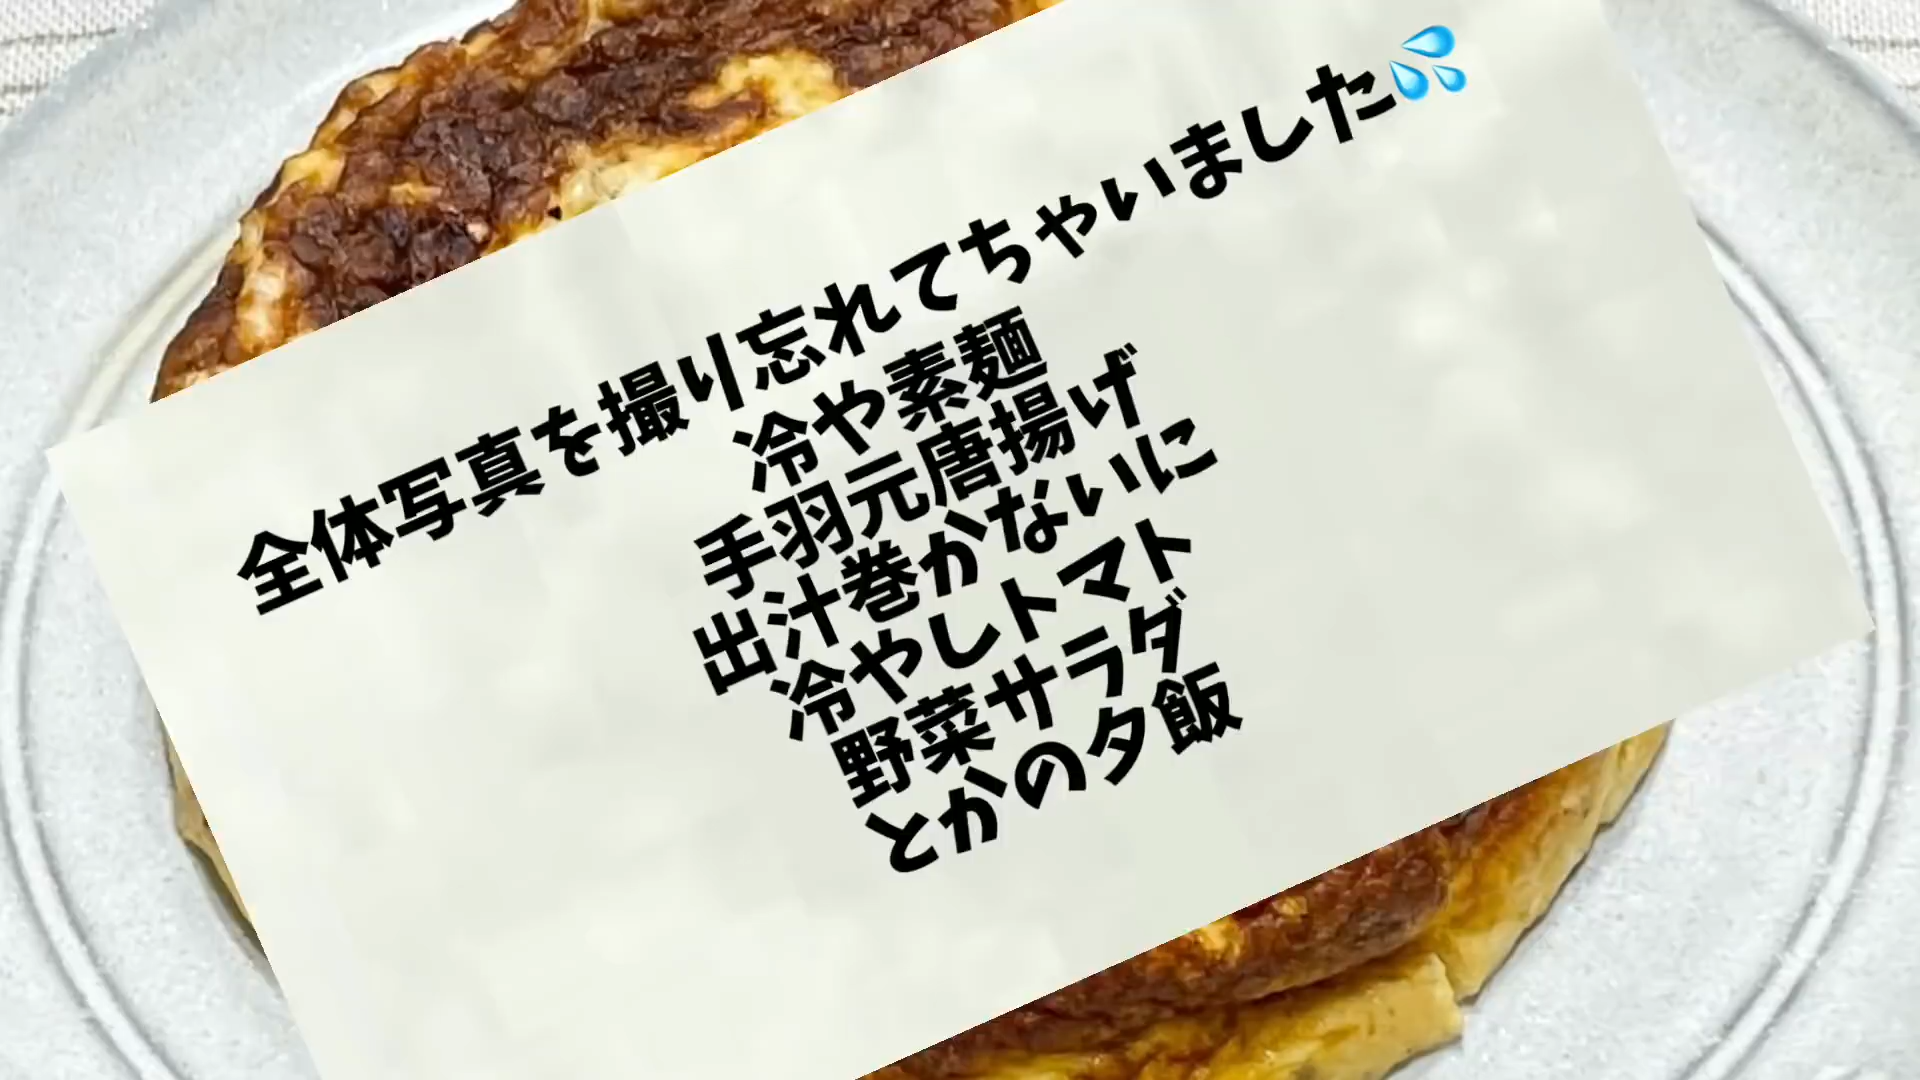 全体写真を撮り忘れてちゃいました💦
冷や素麺
手羽元唐揚げ
出汁巻かないに
冷やしトマト
野菜サラダ
とかの夕飯